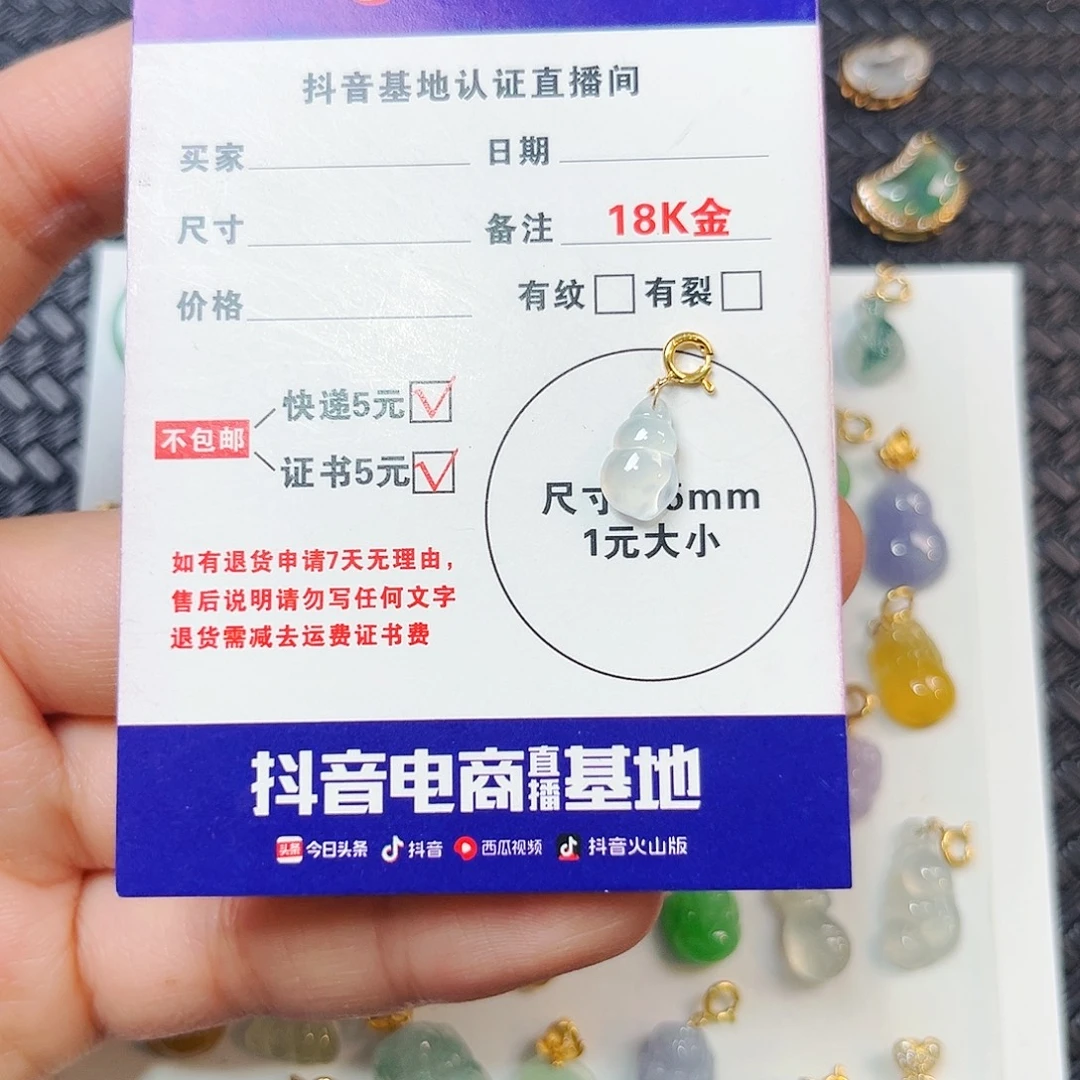 抖音基地认证直播间
买家 日期
尺寸 备注 18K金
价格 有纹 有裂
不包邮
快递5元
证书5元
如有退货申请7天无理由,
售后说明请勿写任何文字
退货需减去运费证书费
尺寸 5mm
1元大小
抖音电商直播基地
头条 今日头条 抖音 西瓜视频 抖音火山版